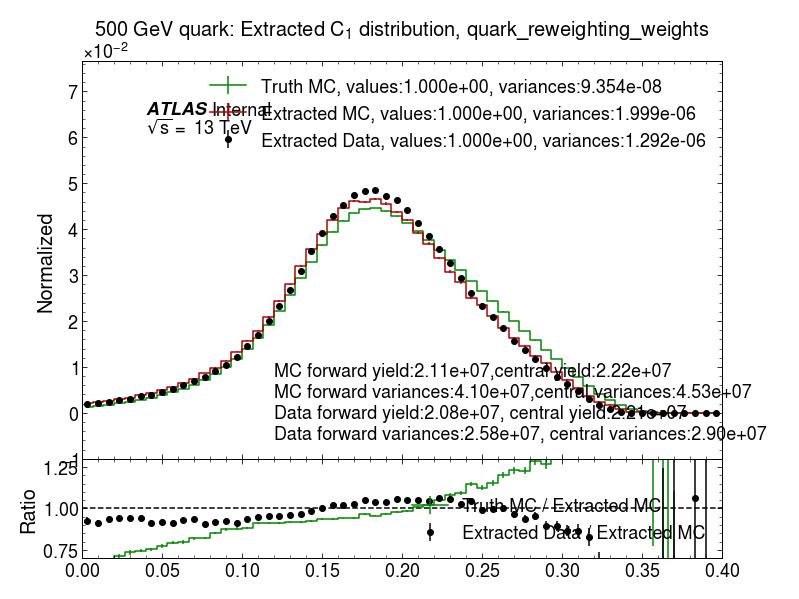 500 GeV quark: Extracted C₁ distribution, quark_reweighting_weights
×10⁻²
Truth MC, values:1.000e+00, variances:9.354e-08
ATLAS Internal
Extracted MC, values:1.000e+00, variances:1.999e-06
√s = 13 TeV
Extracted Data, values:1.000e+00, variances:1.292e-06
Normalized
7
6
5
4
3
2
1
0
-1
MC forward yield:2.11e+07,central yield:2.22e+07
MC forward variances:4.10e+07,central variances:4.53e+07
Data forward yield:2.08e+07, central yield:2.21e+07
Data forward variances:2.58e+07, central variances:2.90e+07
Ratio
1.25
1.00
0.75
Truth MC / Extracted MC
Extracted Data / Extracted MC
0.00 0.05 0.10 0.15 0.20 0.25 0.30 0.35 0.40